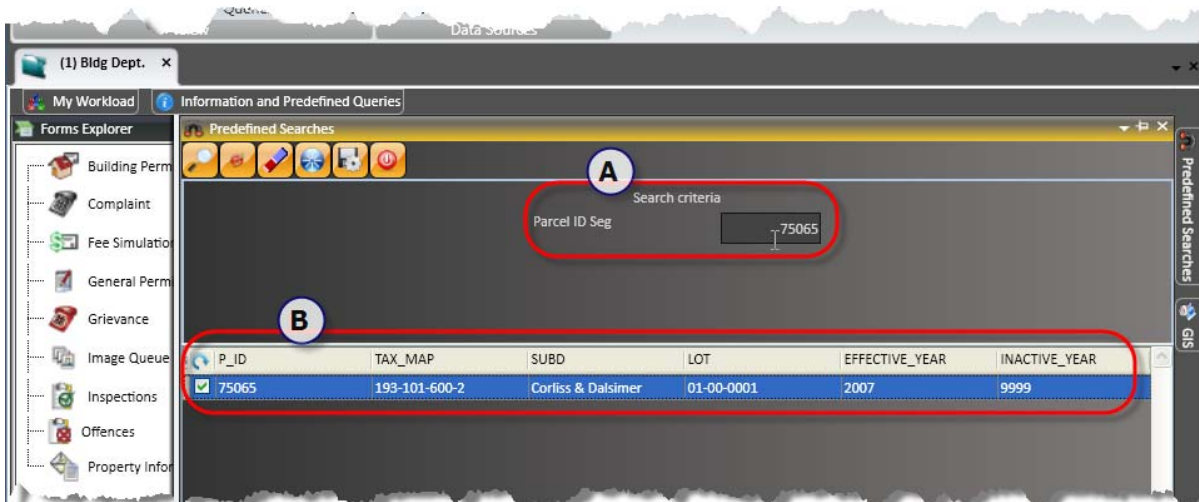 Data Sources
(1) Bldg Dept.
My Workload
Information and Predefined Queries
Forms Explorer
Predefined Searches
Building Perm
Complaint
Fee Simulation
General Perm
Grievance
Image Queue
Inspections
Offences
Property Infor
A
Search criteria
Parcel ID Seg
75065
B
P_ID TAX_MAP SUBD LOT EFFECTIVE_YEAR INACTIVE_YEAR
75065 193-101-600-2 Corliss & Dalsimer 01-00-0001 2007 9999
Predefined Searches
GIS